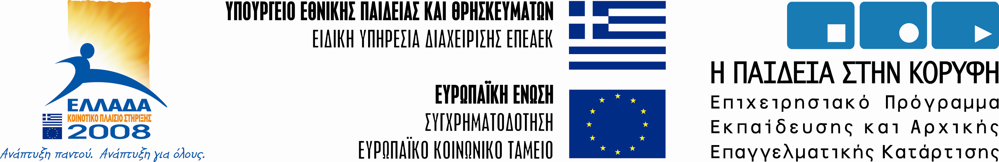 ΕΛΛΑΔΑ
ΚΟΙΝΟΤΙΚΟ ΠΛΑΙΣΙΟ ΣΤΗΡΙΞΗΣ
2008
Ανάπτυξη παντού. Ανάπτυξη για όλους.
ΥΠΟΥΡΓΕΙΟ ΕΘΝΙΚΗΣ ΠΑΙΔΕΙΑΣ ΚΑΙ ΘΡΗΣΚΕΥΜΑΤΩΝ
ΕΙΔΙΚΗ ΥΠΗΡΕΣΙΑ ΔΙΑΧΕΙΡΙΣΗΣ ΕΠΕΑΕΚ
ΕΥΡΩΠΑΪΚΗ ΕΝΩΣΗ
ΣΥΓΧΡΗΜΑΤΟΔΟΤΗΣΗ
ΕΥΡΩΠΑΪΚΟ ΚΟΙΝΩΝΙΚΟ ΤΑΜΕΙΟ
Η ΠΑΙΔΕΙΑ ΣΤΗΝ ΚΟΡΥΦΗ
Επιχειρησιακό Πρόγραμμα
Εκπαίδευσης και Αρχικής
Επαγγελματικής Κατάρτισης